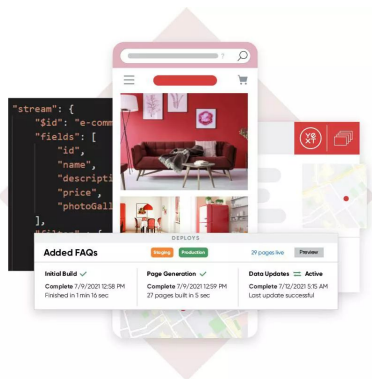 "stream": {
"$id": "e-comm
"fields": [
"id",
"name",
"descripti
"price",
"photoGall
],
yext
DEPLOYS
Added FAQs
Staging
Production
29 pages live
Preview
Initial Build ✓
Complete 7/9/2021 12:58 PM
Finished in 1 min 16 sec
Page Generation ✓
Complete 7/9/2021 12:59 PM
27 pages built in 5 sec
Data Updates Active
Complete 7/12/2021 5:15 AM
Last update successful